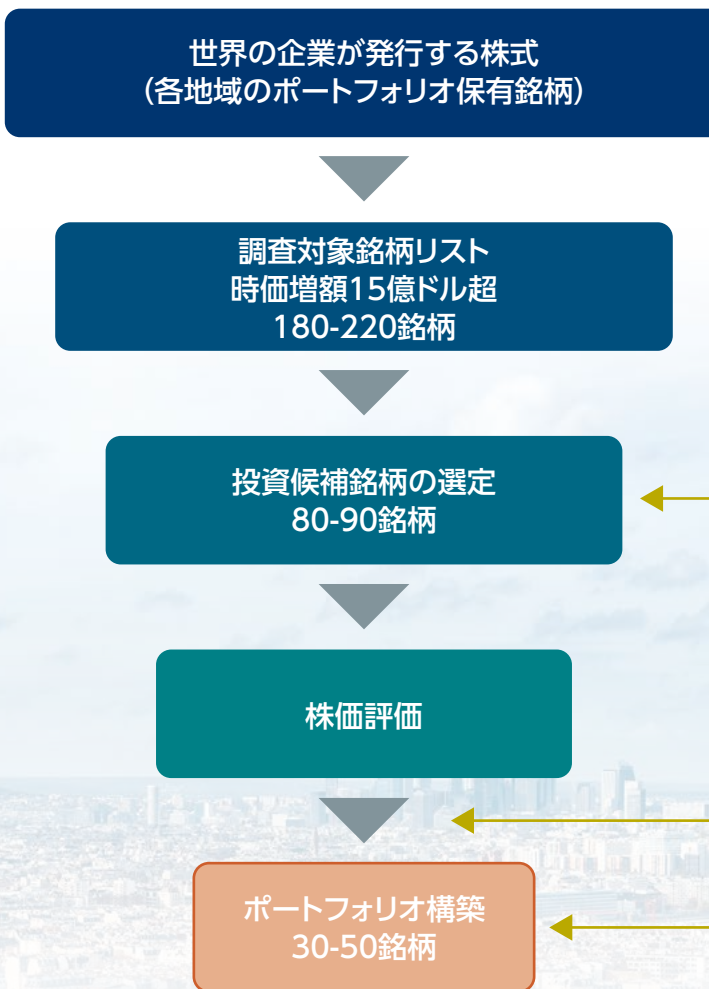 世界の企業が発行する株式
（各地域のポートフォリオ保有銘柄）
調査対象銘柄リスト
時価増額15億ドル超
180-220銘柄
投資候補銘柄の選定
80-90銘柄
株価評価
ポートフォリオ構築
30-50銘柄